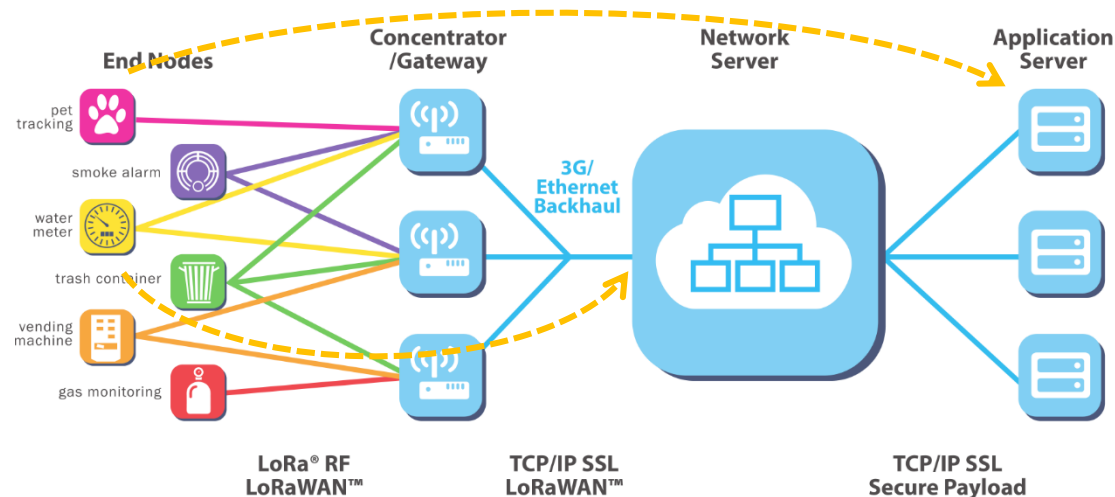 End Nodes
Concentrator
/Gateway
Network
Server
Application
Server
pet
tracking
smoke alarm
water
meter
trash container
vending
machine
gas monitoring
3G/
Ethernet
Backhaul
LoRa® RF
LoRaWAN™
TCP/IP SSL
LoRaWAN™
TCP/IP SSL
Secure Payload